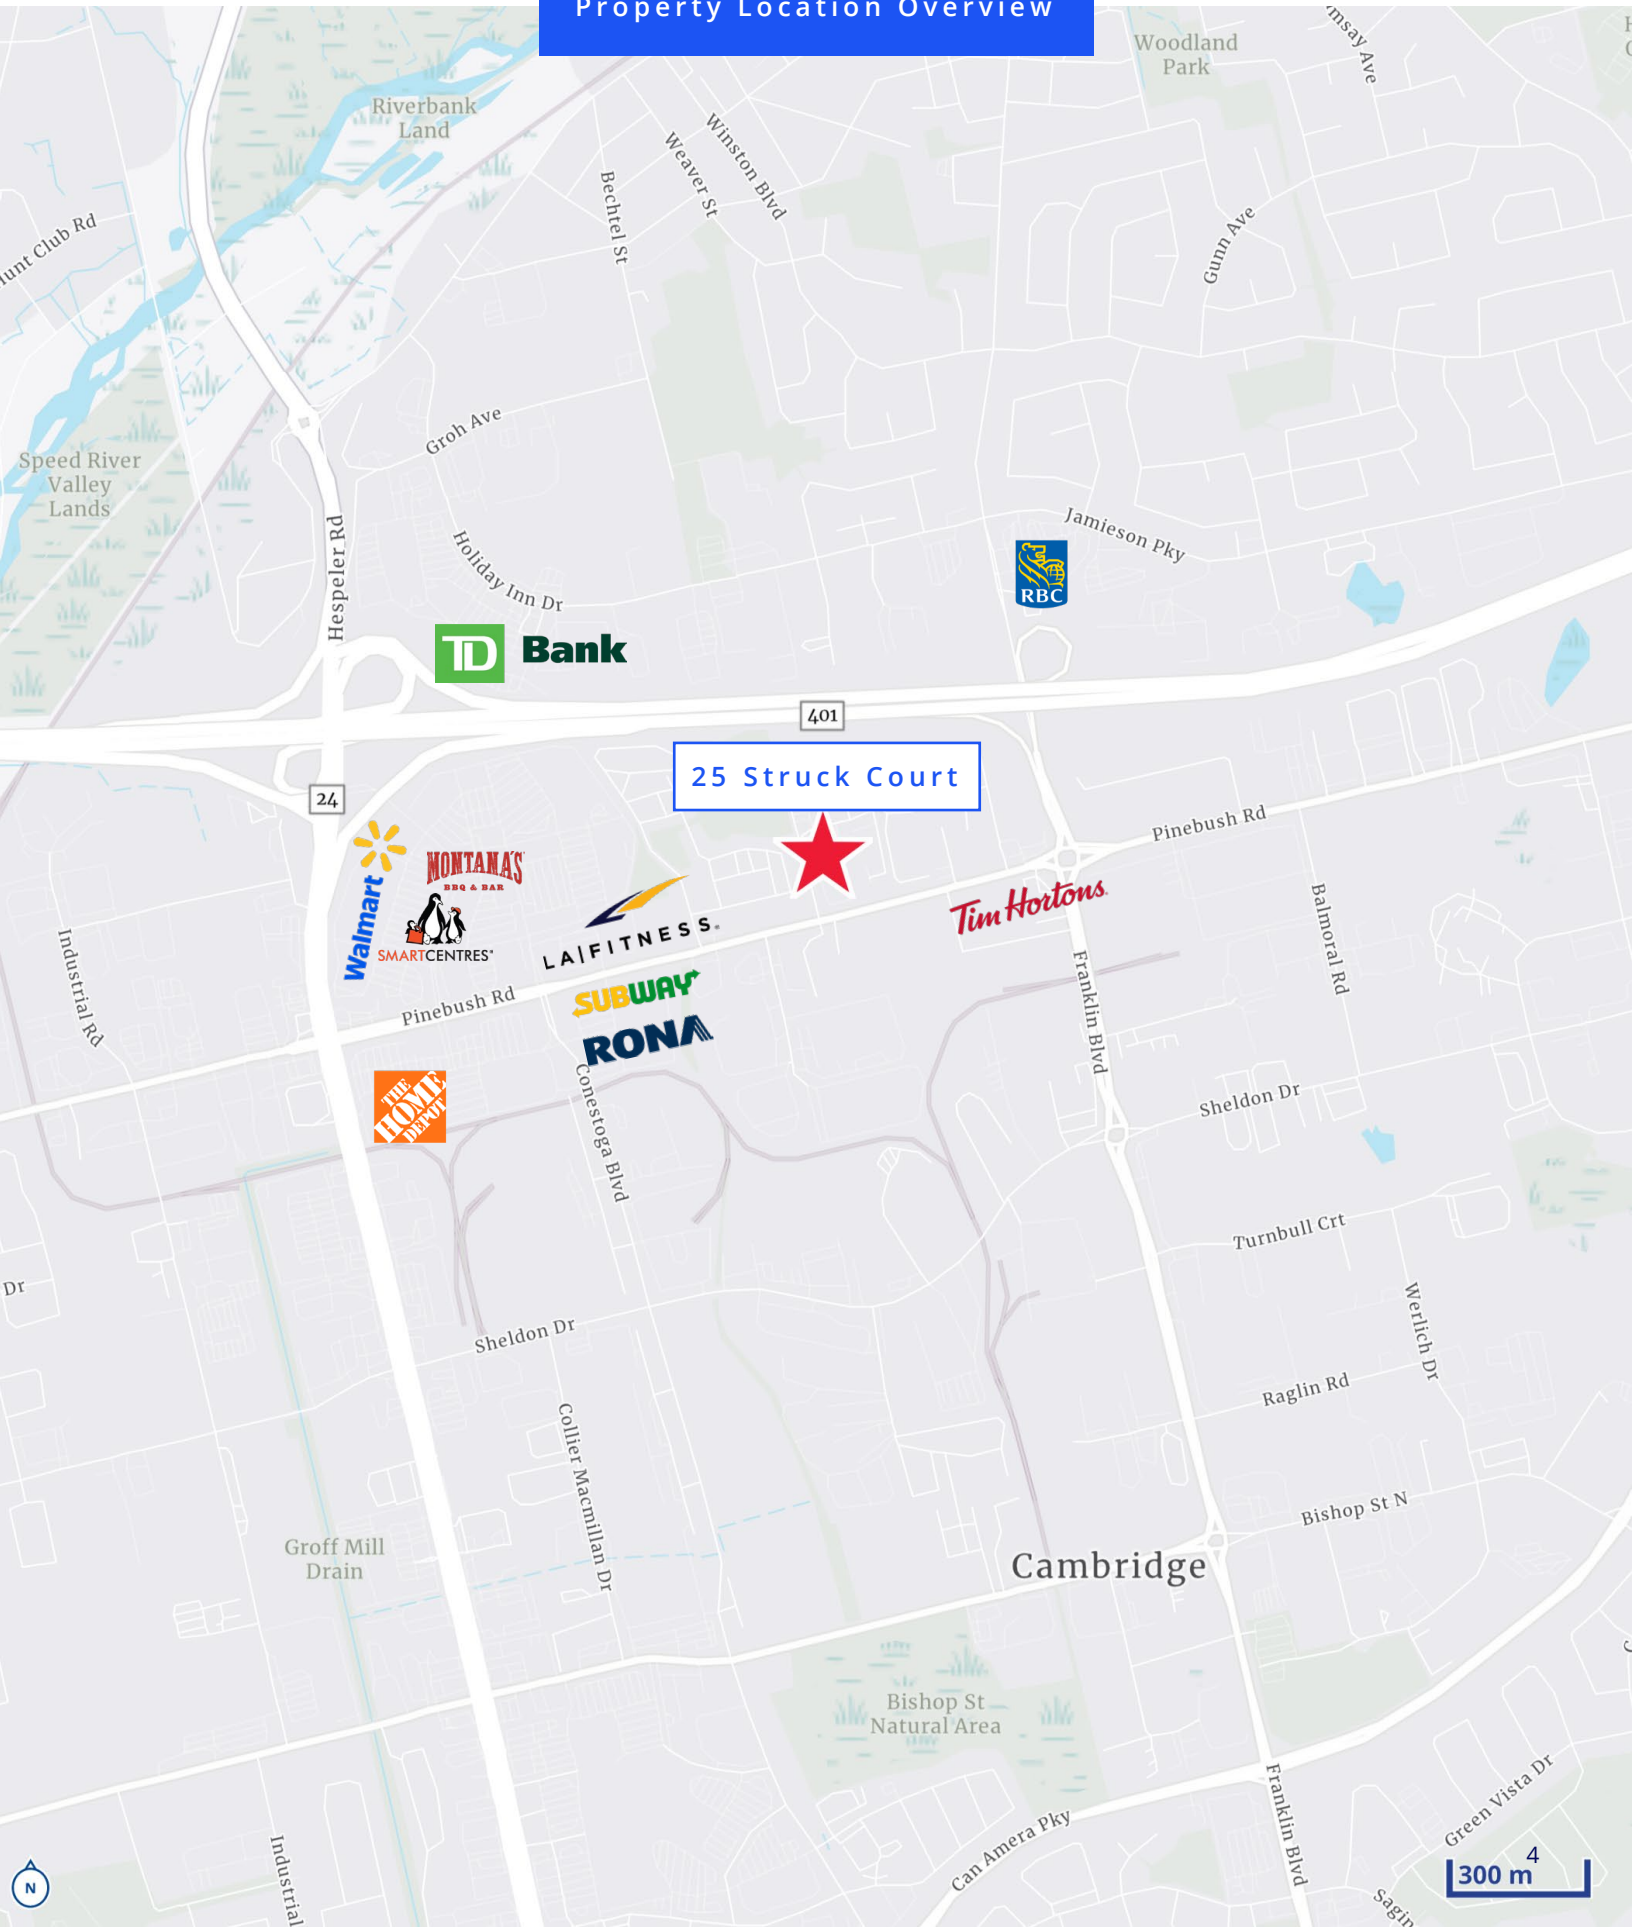 Property Location Overview
Woodland
Park
Riverbank
Land
Winston Blvd
Weaver St
Bechtel St
Gunn Ave
Groh Ave
Speed River
Valley
Lands
Hespeler Rd
Holiday Inn Dr
Jamieson Pky
RBC
TD Bank
401
25 Struck Court
24
Pinebush Rd
Walmart
MONTANA'S
BBQ & BAR
SMARTCENTRES
LA|FITNESS.
Tim Hortons.
Balmoral Rd
Industrial Rd
SUBWAY
Pinebush Rd
RONA
Franklin Blvd
THE
HOME
DEPOT
Conestoga Blvd
Sheldon Dr
Turnbull Crt
Dr
Werlich Dr
Sheldon Dr
Raglin Rd
Collier Macmillan Dr
Bishop St N
Groff Mill
Drain
Cambridge
Bishop St
Natural Area
Franklin Blvd
Green Vista Dr
Can Amera Pky
Industrial
4
300 m
N